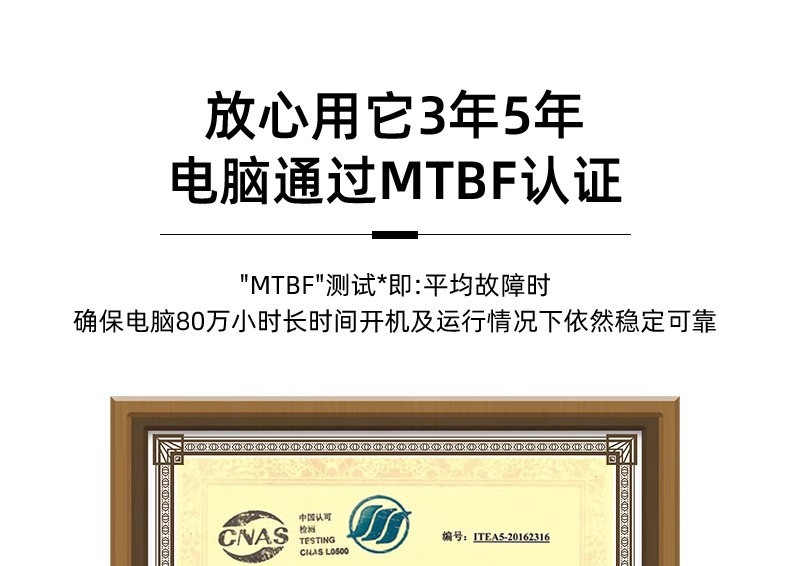 放心用它3年5年
电脑通过MTBF认证
"MTBF"测试*即:平均故障时
确保电脑80万小时长时间开机及运行情况下依然稳定可靠
CNAS
中国认可
检测
TESTING
CNAS L0500
编号：ITEA5-20162316